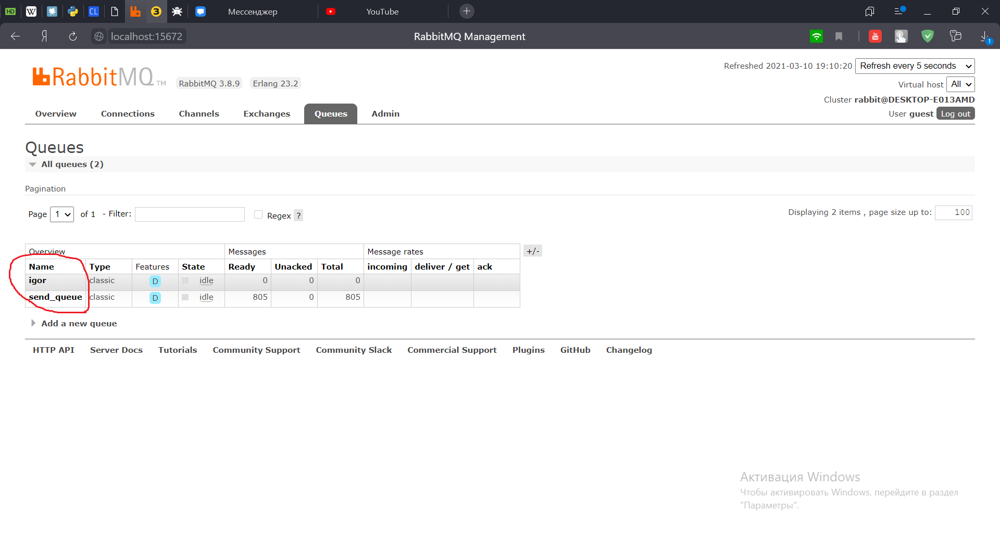 HD W CL 3 Мессенджер YouTube
Я localhost:15672 RabbitMQ Management 1
RabbitMQ TM RabbitMQ 3.8.9 Erlang 23.2
Refreshed 2021-03-10 19:10:20 Refresh every 5 seconds
Virtual host All
Cluster rabbit@DESKTOP-E013AMD
User guest Log out
Overview Connections Channels Exchanges Queues Admin
Queues
All queues (2)
Pagination
Page 1 of 1 - Filter: Regex ? Displaying 2 items , page size up to: 100
Overview Messages Message rates +/-
Name Type Features State Ready Unacked Total incoming deliver / get ack
igor classic D idle 0 0 0
send_queue classic D idle 805 0 805
Add a new queue
HTTP API Server Docs Tutorials Community Support Community Slack Commercial Support Plugins GitHub Changelog
Активация Windows
Чтобы активировать Windows, перейдите в раздел
"Параметры".